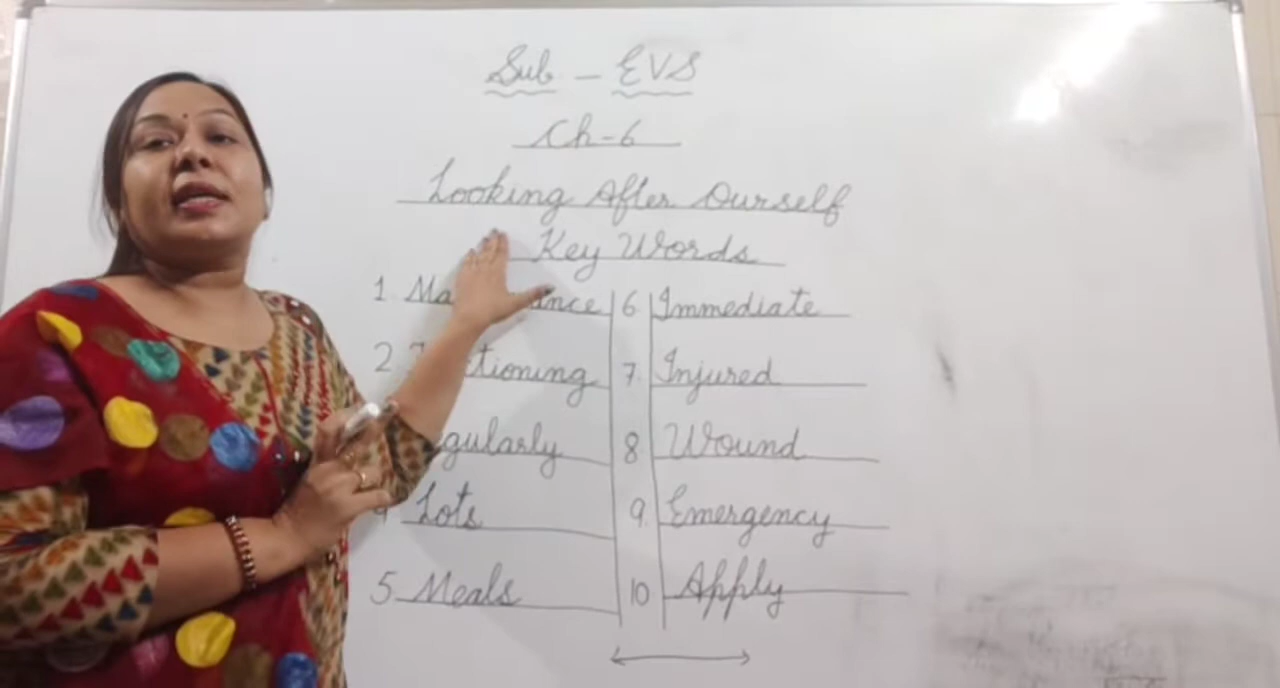 Sub - EVS
Ch-6
Looking After Ourself
Key Words
1.
2.
4 Lots
5. Meals
6 Immediate
7. Injured
8 Wound
9. Emergency
10 Apply